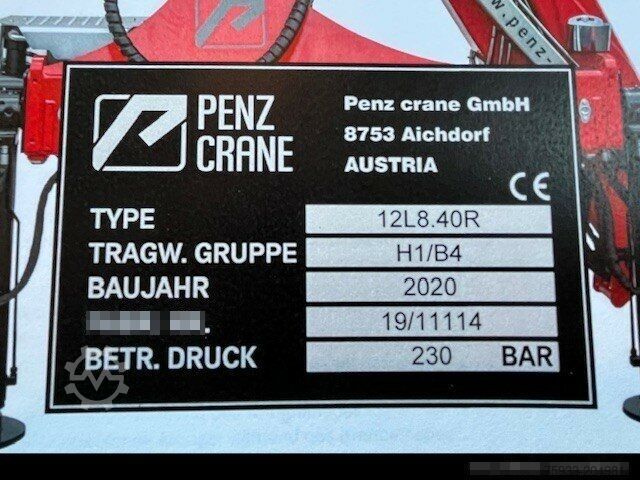 PENZ
CRANE
Penz crane GmbH
8753 Aichdorf
AUSTRIA
CE
TYPE 12L8.40R
TRAGW. GRUPPE H1/B4
BAUJAHR 2020
19/11114
BETR. DRUCK 230 BAR